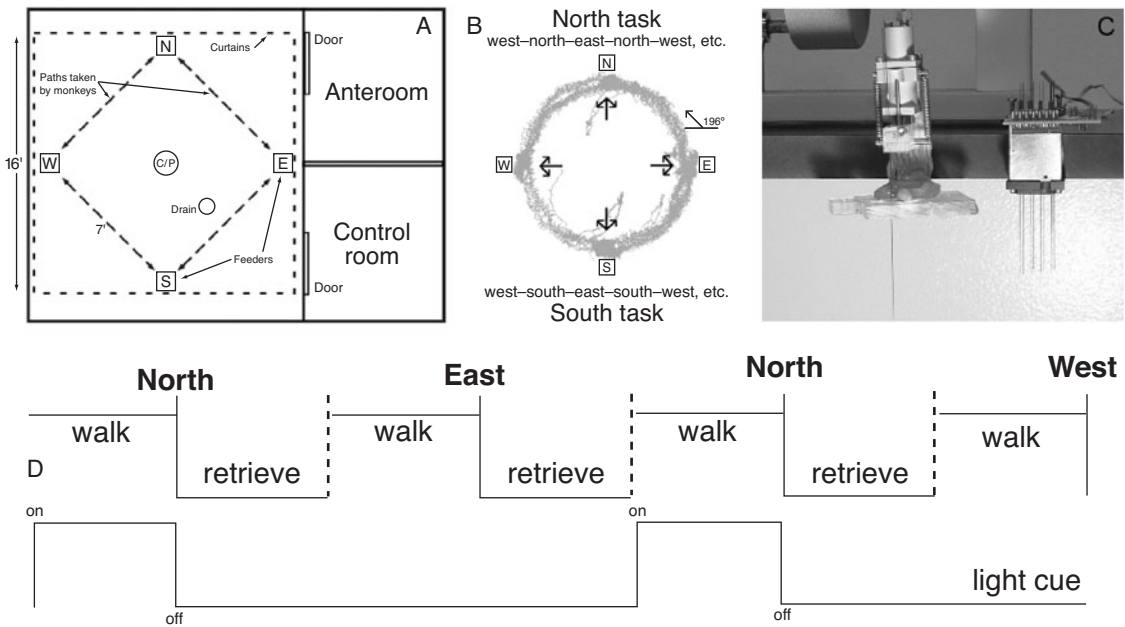 A
N
Curtains
Door
Paths taken
by monkeys
Anteroom
16'
W
C/P
E
Drain
7'
Feeders
Control
room
S
Door
B
North task
west–north–east–north–west, etc.
N
196°
W
E
S
west–south–east–south–west, etc.
South task
C
D
North
East
North
West
walk
retrieve
walk
retrieve
walk
retrieve
walk
on
off
on
off
light cue